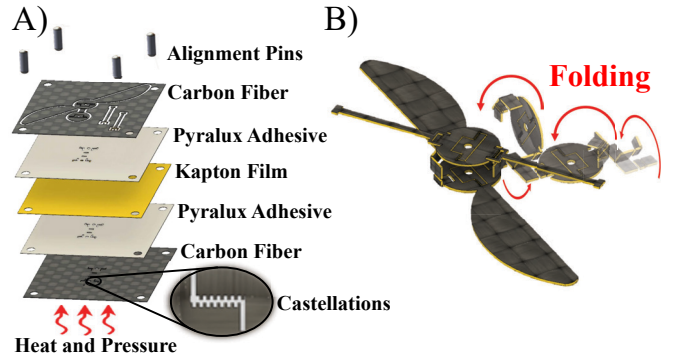 A)
Alignment Pins
Carbon Fiber
Pyralux Adhesive
Kapton Film
Pyralux Adhesive
Carbon Fiber
Castellations
Heat and Pressure
B)
Folding